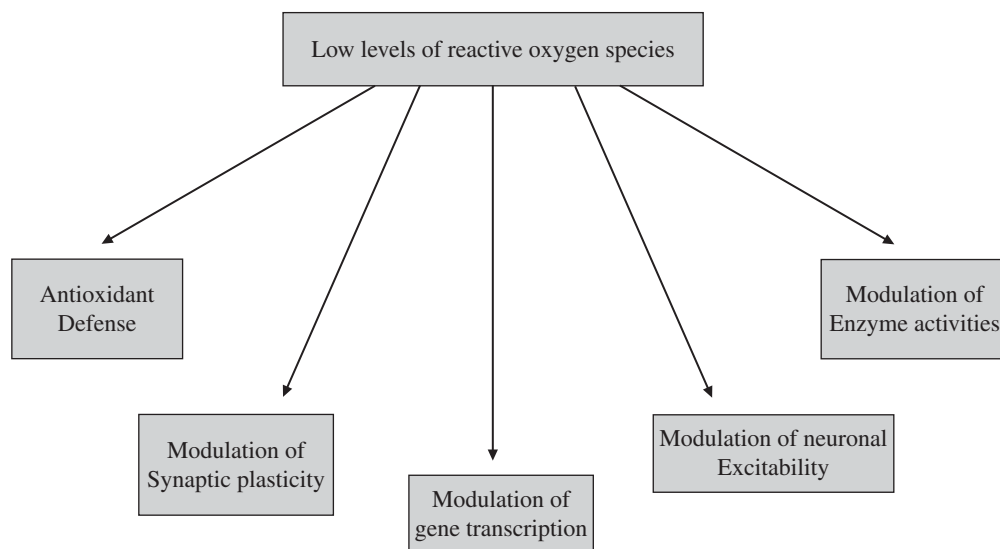 Low levels of reactive oxygen species
Antioxidant
Defense
Modulation of
Enzyme activities
Modulation of
Synaptic plasticity
Modulation of neuronal
Excitability
Modulation of
gene transcription